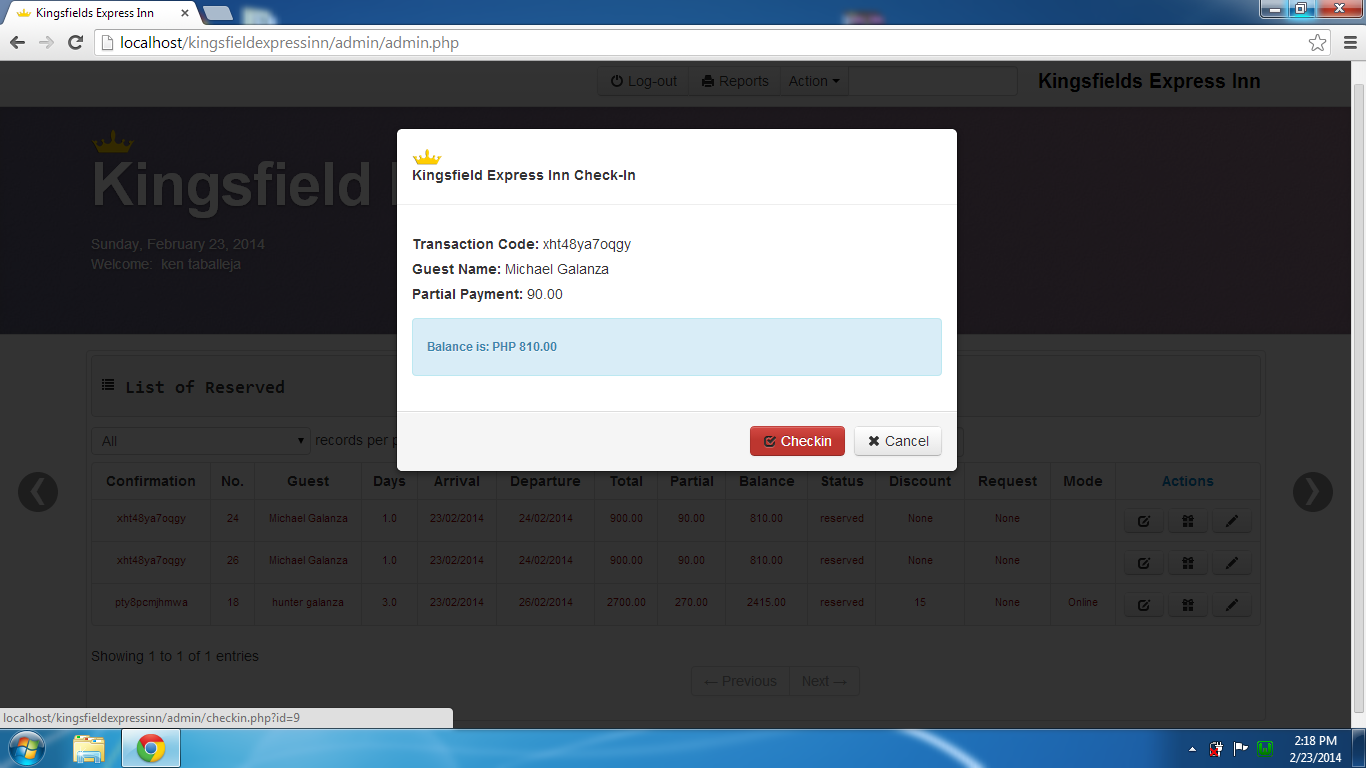 Kingsfields Express Inn
localhost/kingsfieldexpressinn/admin/admin.php
Log-out Reports Action Kingsfields Express Inn
Kingsfield
Sunday, February 23, 2014
Welcome: ken taballeja
Kingsfield Express Inn Check-In
Transaction Code: xht48ya7oqgy
Guest Name: Michael Galanza
Partial Payment: 90.00
Balance is: PHP 810.00
Checkin Cancel
List of Reserved
All records per
Confirmation No. Guest Days Arrival Departure Total Partial Balance Status Discount Request Mode Actions
xht48ya7oqgy 24 Michael Galanza 1.0 23/02/2014 24/02/2014 900.00 90.00 810.00 reserved None None
xht48ya7oqgy 26 Michael Galanza 1.0 23/02/2014 24/02/2014 900.00 90.00 810.00 reserved None None
pty8pcmjhmwa 18 hunter galanza 3.0 23/02/2014 26/02/2014 2700.00 270.00 2415.00 reserved 15 None Online
Showing 1 to 1 of 1 entries
← Previous Next →
localhost/kingsfieldexpressinn/admin/checkin.php?id=9
2:18 PM
2/23/2014